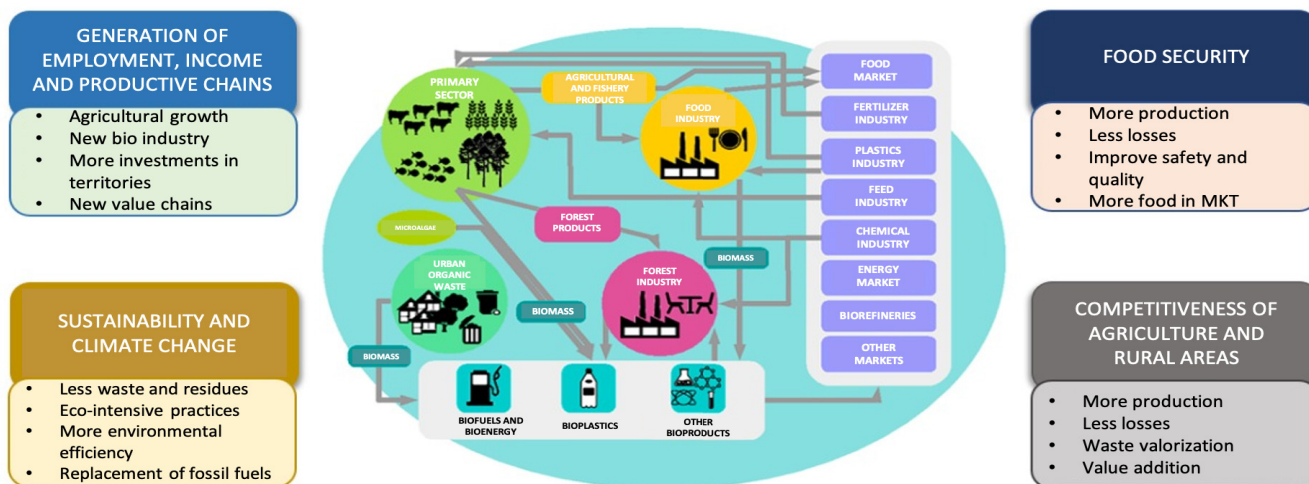 GENERATION OF
EMPLOYMENT, INCOME
AND PRODUCTIVE CHAINS
• Agricultural growth
• New bio industry
• More investments in
territories
• New value chains
SUSTAINABILITY AND
CLIMATE CHANGE
• Less waste and residues
• Eco-intensive practices
• More environmental
efficiency
• Replacement of fossil fuels
PRIMARY
SECTOR
AGRICULTURAL
AND FISHERY
PRODUCTS
FOOD INDUSTRY
FOREST
PRODUCTS
MICROALGAE
URBAN
ORGANIC
WASTE
FOREST
INDUSTRY
BIOMASS
BIOMASS
BIOMASS
BIOFUELS AND
BIOENERGY
BIOPLASTICS
OTHER
BIOPRODUCTS
FOOD
MARKET
FERTILIZER
INDUSTRY
PLASTICS
INDUSTRY
FEED
INDUSTRY
CHEMICAL
INDUSTRY
ENERGY
MARKET
BIOREFINERIES
OTHER
MARKETS
FOOD SECURITY
• More production
• Less losses
• Improve safety and
quality
• More food in MKT
COMPETITIVENESS OF
AGRICULTURE AND
RURAL AREAS
• More production
• Less losses
• Waste valorization
• Value addition